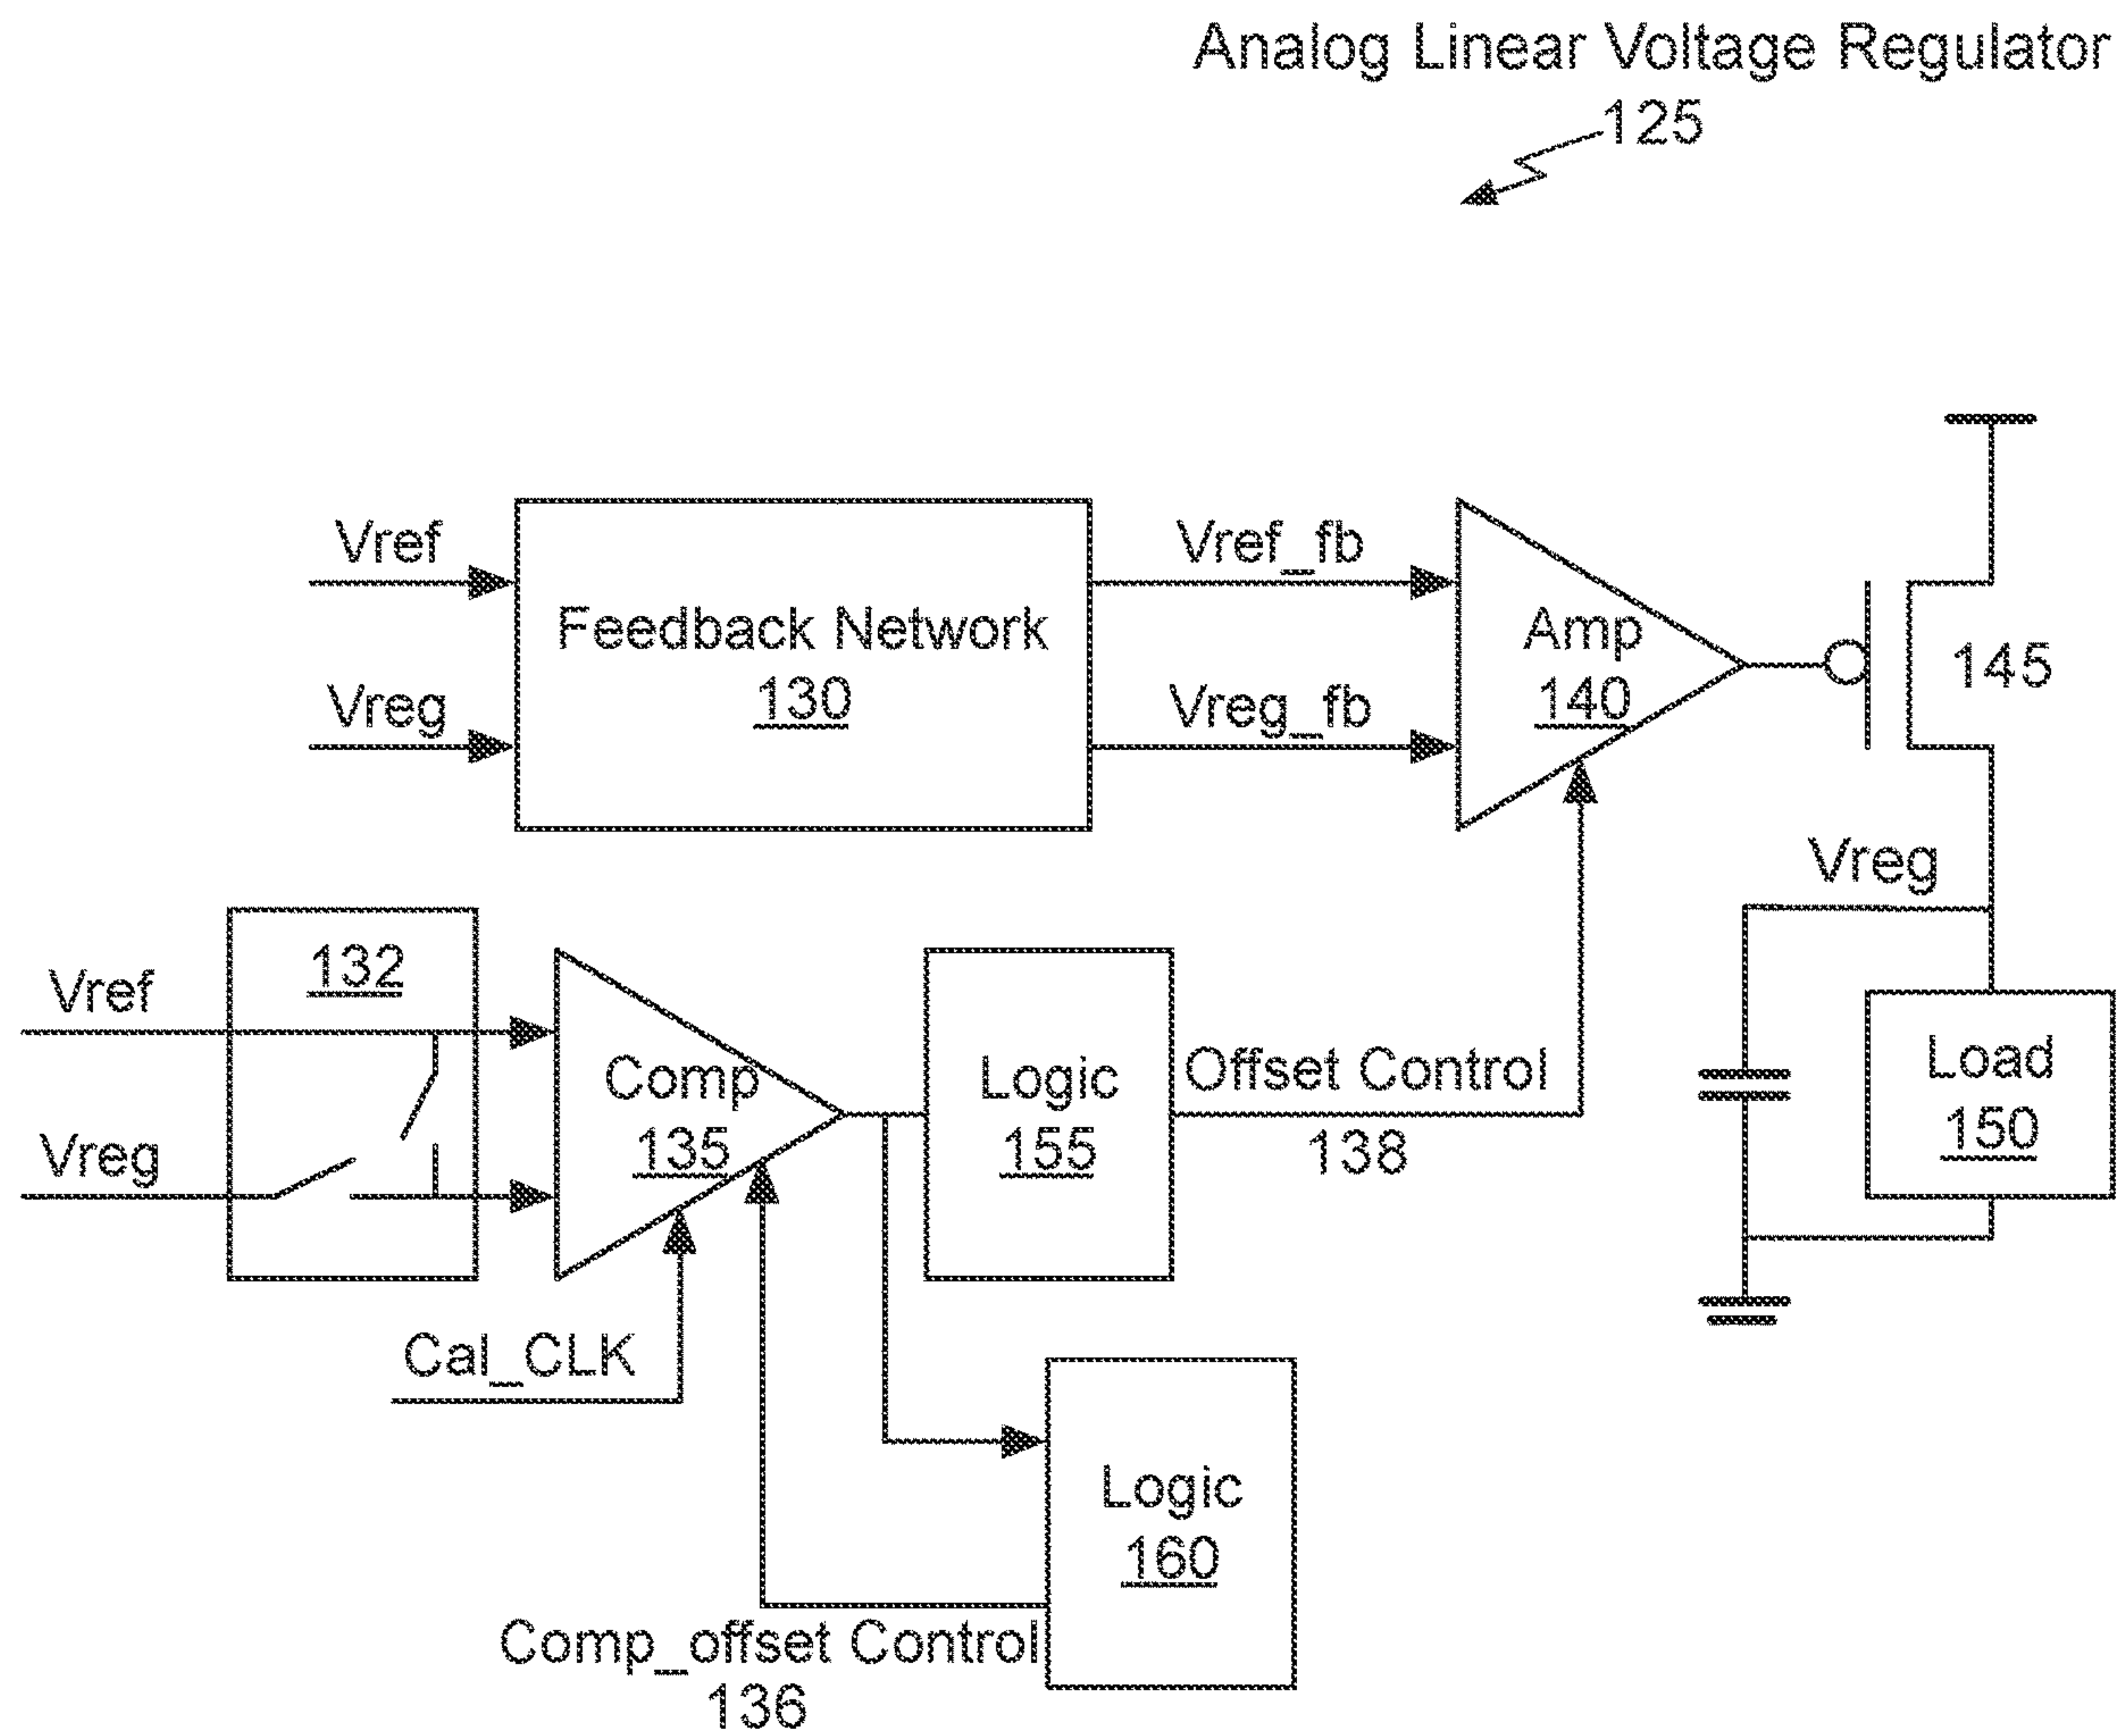 Analog Linear Voltage Regulator
125
Vref
Vref_fb
Feedback Network
130
Amp
140
145
Vreg
Vreg_fb
Vreg
132
Vref
Comp
135
Logic
155
Offset Control
138
Load
150
Vreg
Cal_CLK
Logic
160
Comp_offset Control
136